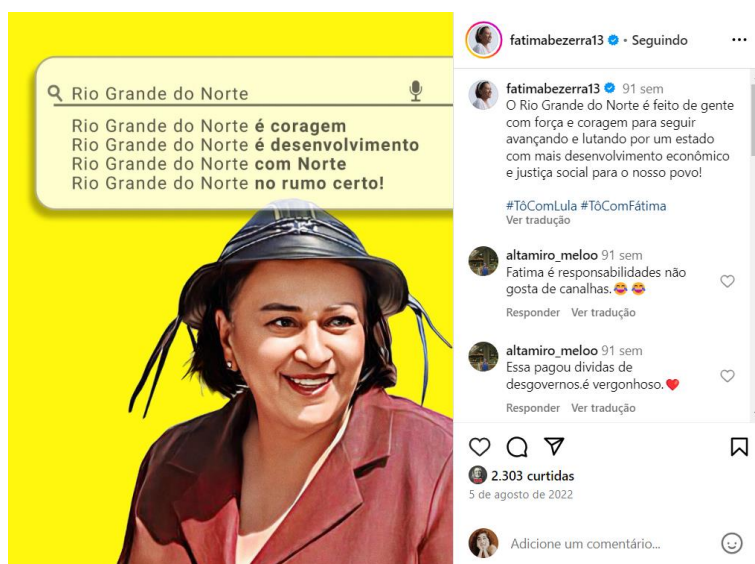 Rio Grande do Norte
Rio Grande do Norte é coragem
Rio Grande do Norte é desenvolvimento
Rio Grande do Norte com Norte
Rio Grande do Norte no rumo certo!
fatimabezerra13 • Seguindo
fatimabezerra13 91 sem
O Rio Grande do Norte é feito de gente
com força e coragem para seguir
avançando e lutando por um estado
com mais desenvolvimento econômico
e justiça social para o nosso povo!
#TôComLula #TôComFátima
Ver tradução
altamiro_meloo 91 sem
Fatima é responsabilidades não
gosta de canalhas.😂😂
Responder Ver tradução
altamiro_meloo 91 sem
Essa pagou dividas de
desgovernos.é vergonhoso.❤️
Responder Ver tradução
2.303 curtidas
5 de agosto de 2022
Adicione um comentário...